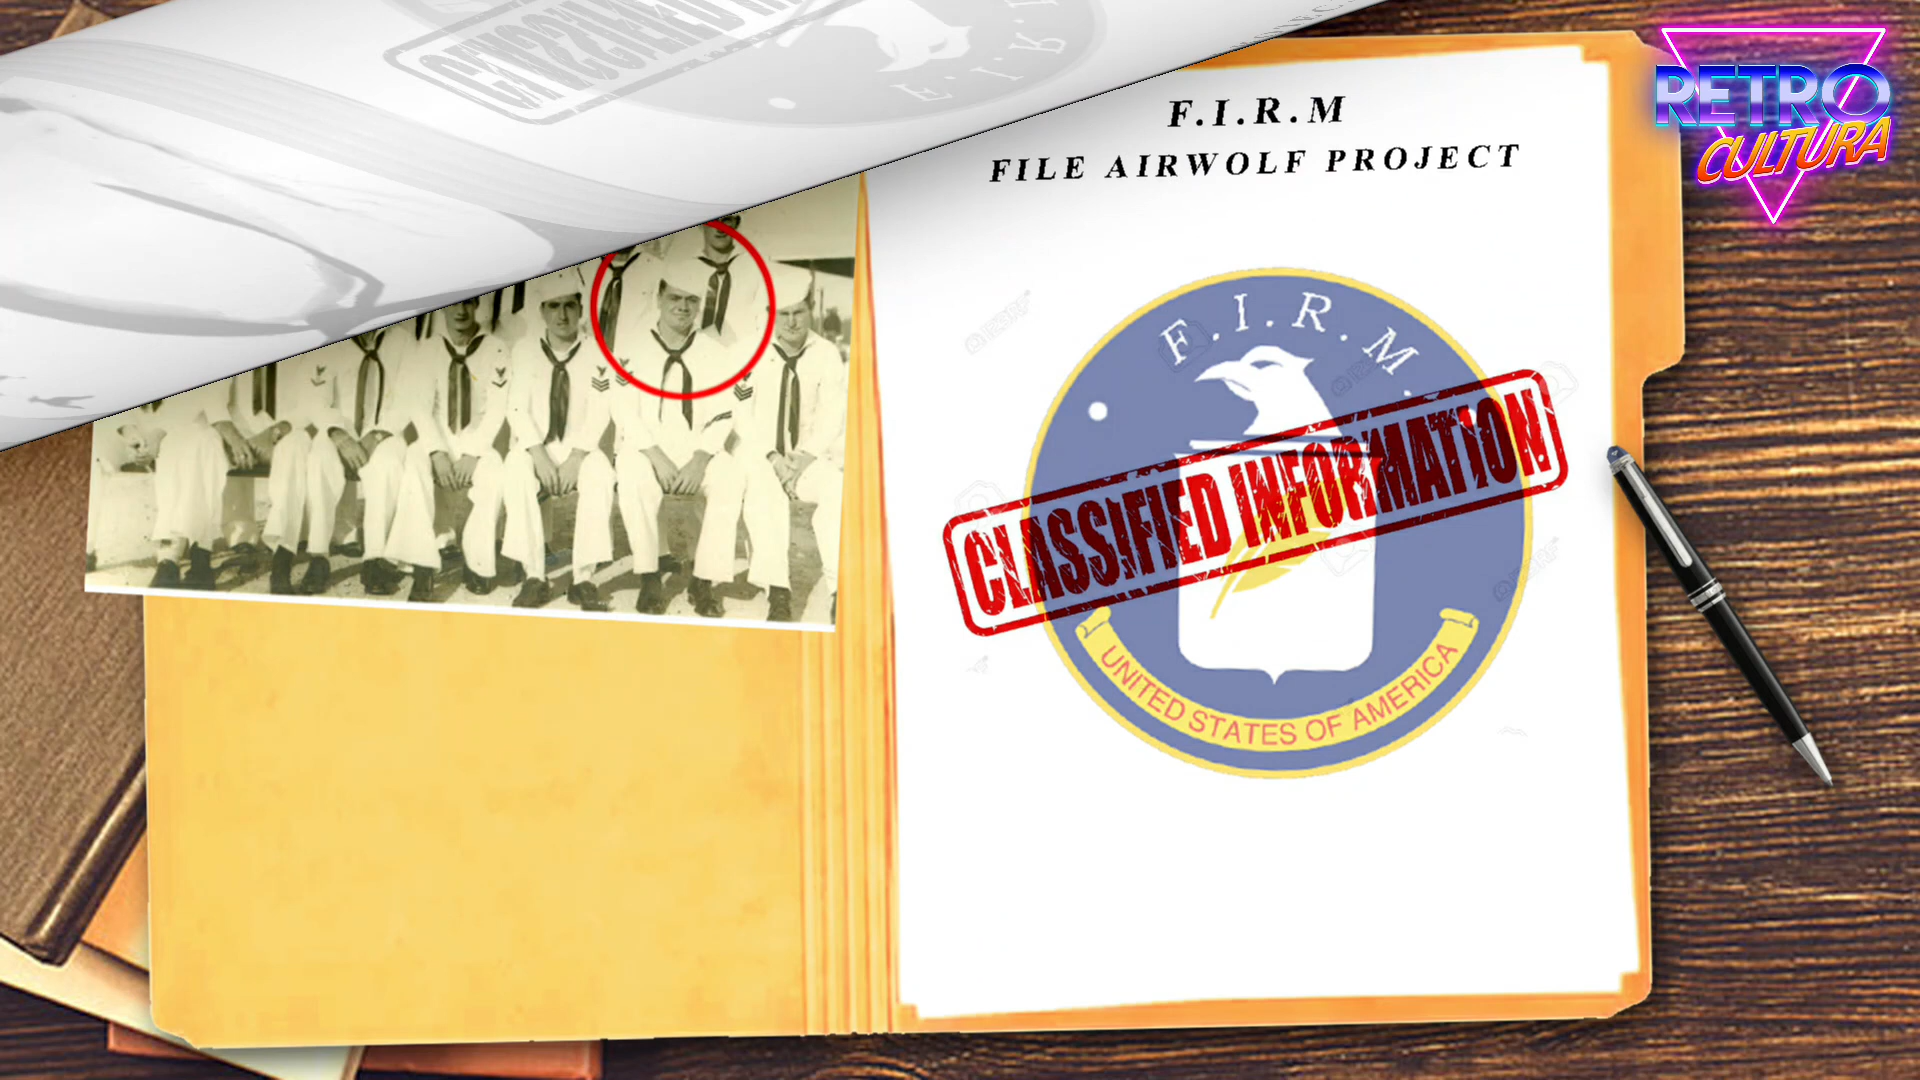 F.I.R.M
FILE AIRWOLF PROJECT
RETRO
CULTURA
F.I.R.M.
CLASSIFIED INFORMATION
UNITED STATES OF AMERICA